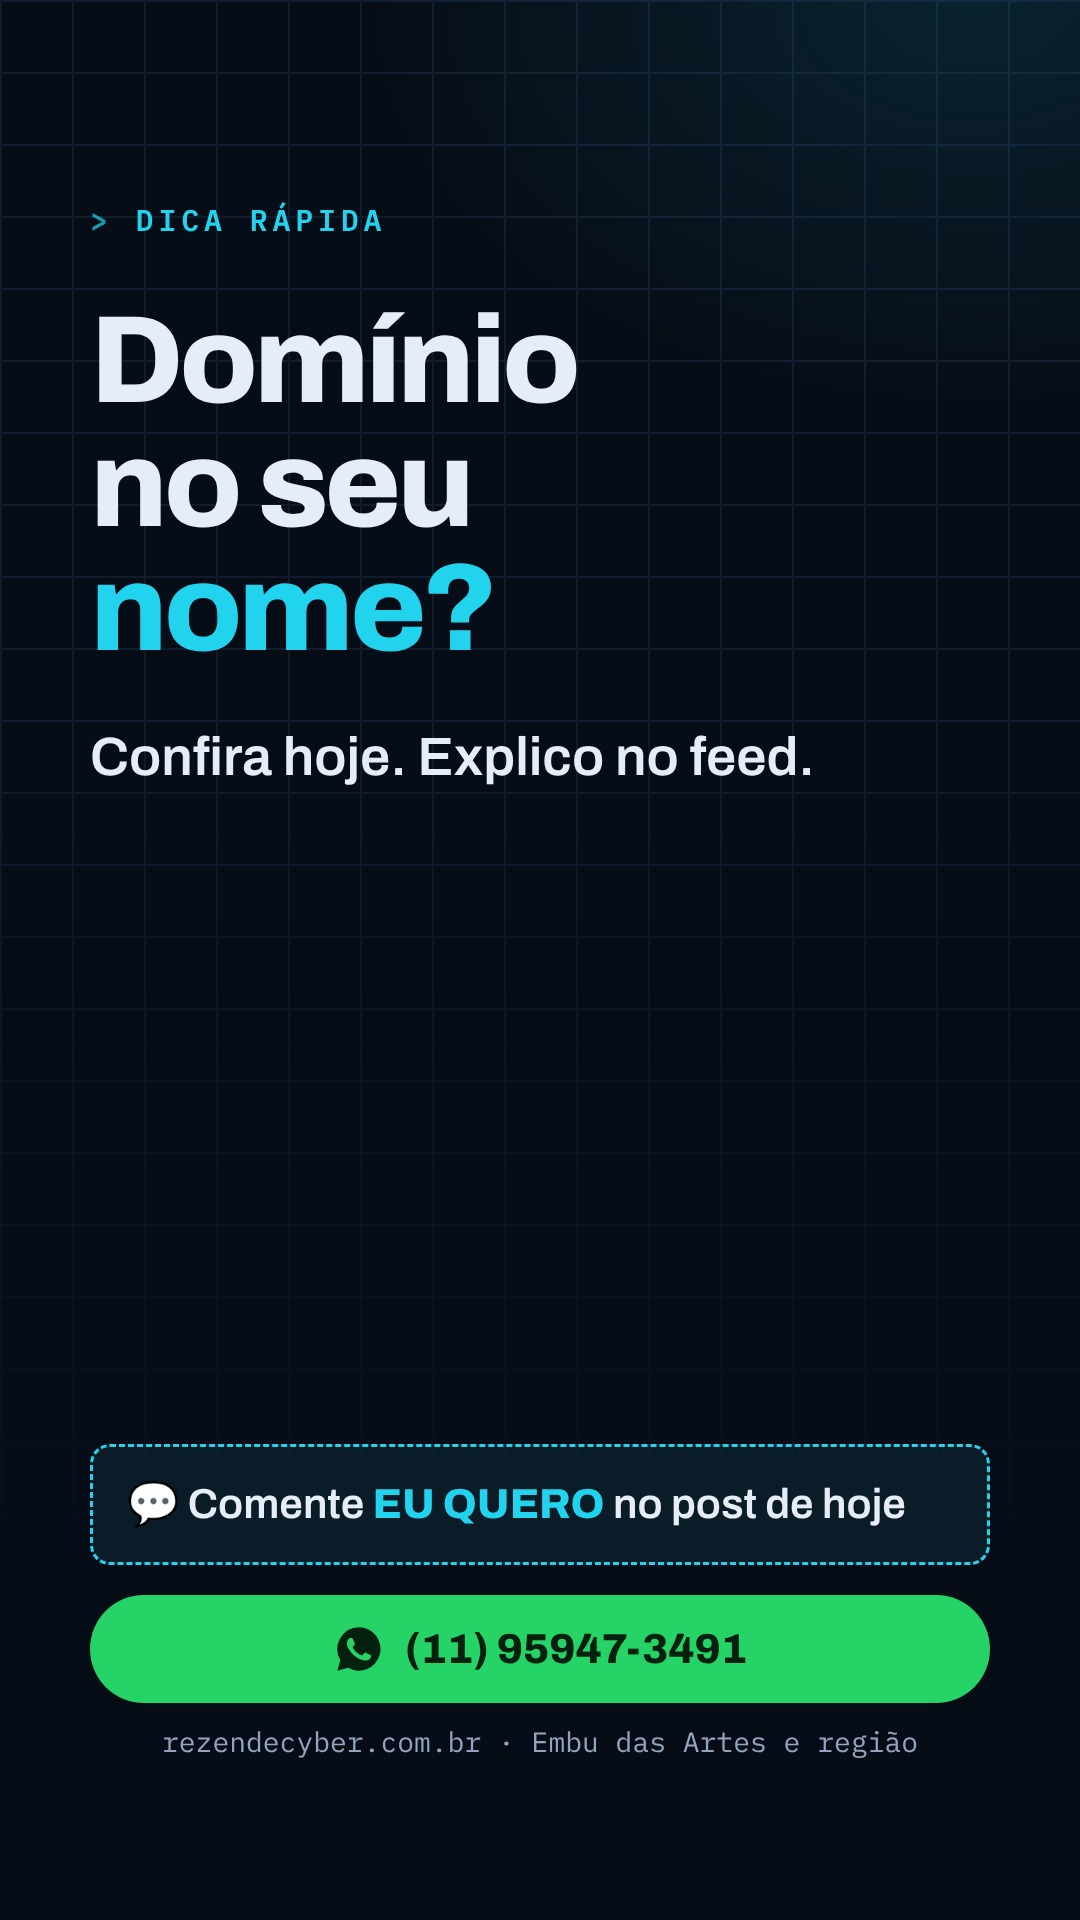 > DICA RÁPIDA
Domínio
no seu
nome?
Confira hoje. Explico no feed.
💬 Comente EU QUERO no post de hoje
(11) 95947-3491
rezendecyber.com.br · Embu das Artes e região